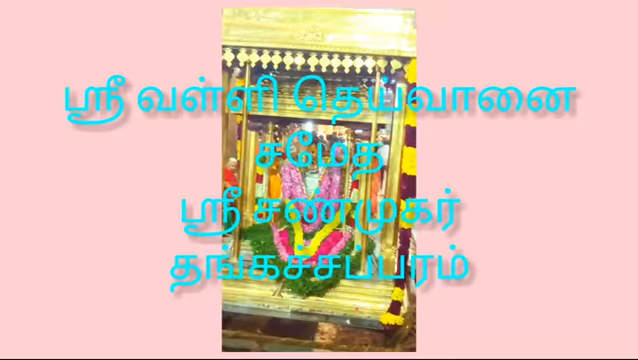 ஸ்ரீ வள்ளி தெய்வானை
சமேத
ஸ்ரீ சண்முகர்
தங்கச்சப்பரம்